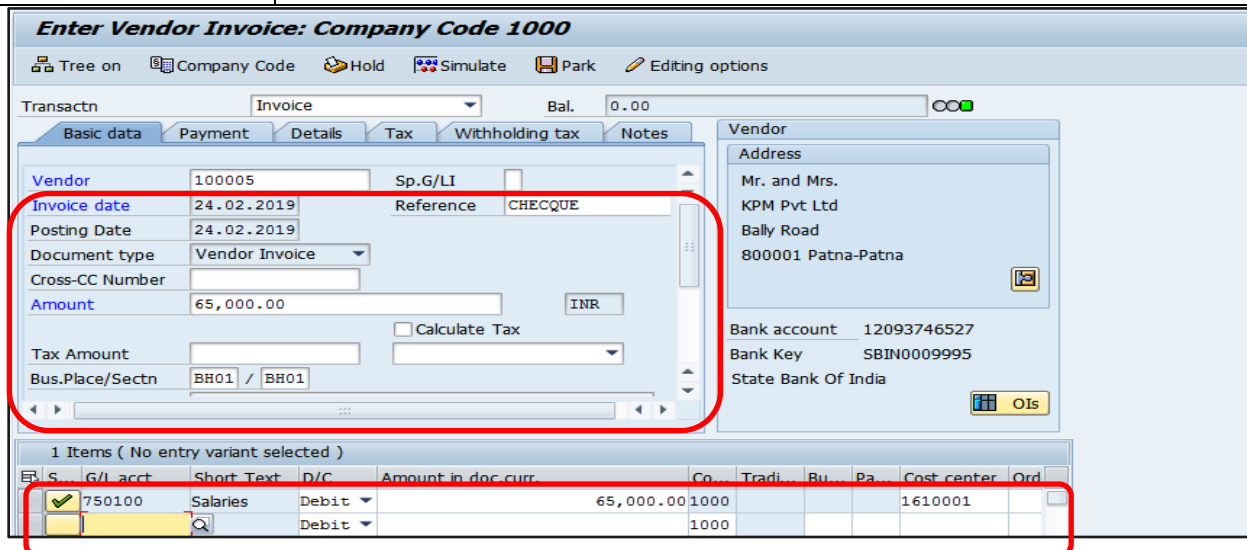 Enter Vendor Invoice: Company Code 1000
Tree on Company Code Hold Simulate Park Editing options
Transactn Invoice Bal. 0.00
Basic data Payment Details Tax Withholding tax Notes
Vendor 100005 Sp.G/LI
Invoice date 24.02.2019 Reference CHECQUE
Posting Date 24.02.2019
Document type Vendor Invoice
Cross-CC Number
Amount 65,000.00 INR
Calculate Tax
Tax Amount
Bus.Place/Sectn BH01 / BH01
Vendor
Address
Mr. and Mrs.
KPM Pvt Ltd
Bally Road
800001 Patna-Patna
Bank account 12093746527
Bank Key SBIN0009995
State Bank Of India
OIs
1 Items ( No entry variant selected )
S... G/L acct Short Text D/C Amount in doc.curr. Co... Tradi... Bu... Pa... Cost center Ord
750100 Salaries Debit 65,000.00 1000 1610001
Debit 1000